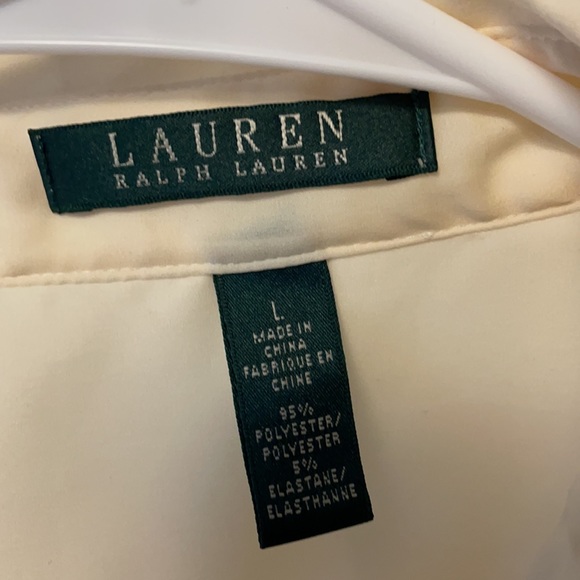 LAUREN
RALPH LAUREN
L
MADE IN
CHINA
FABRIQUE EN
CHINE
95%
POLYESTER/
POLYESTER
5%
ELASTANE/
ELASTHANNE